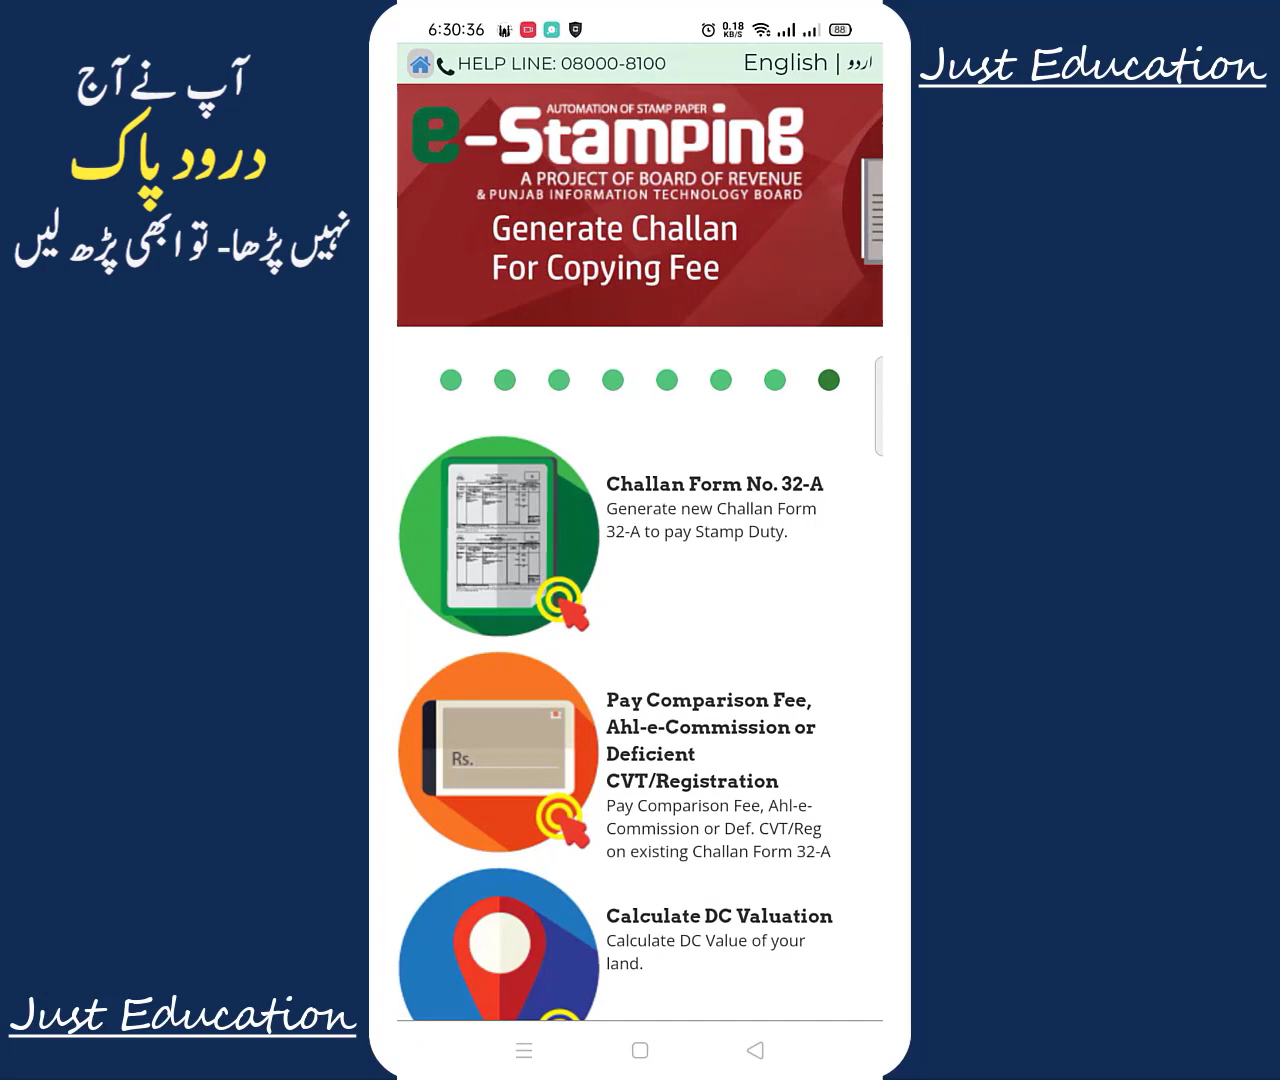 آپ نے آج
درود پاک
نہیں پڑھا- تو ابھی پڑھ لیں
Just Education
6:30:36
0.18
KB/S
88
HELP LINE: 08000-8100
English | اردو
AUTOMATION OF STAMP PAPER
e-Stamping
A PROJECT OF BOARD OF REVENUE
& PUNJAB INFORMATION TECHNOLOGY BOARD
Generate Challan
For Copying Fee
Challan Form No. 32-A
Generate new Challan Form
32-A to pay Stamp Duty.
Rs.
Pay Comparison Fee,
Ahl-e-Commission or
Deficient
CVT/Registration
Pay Comparison Fee, Ahl-e-
Commission or Def. CVT/Reg
on existing Challan Form 32-A
Calculate DC Valuation
Calculate DC Value of your
land.
Just Education